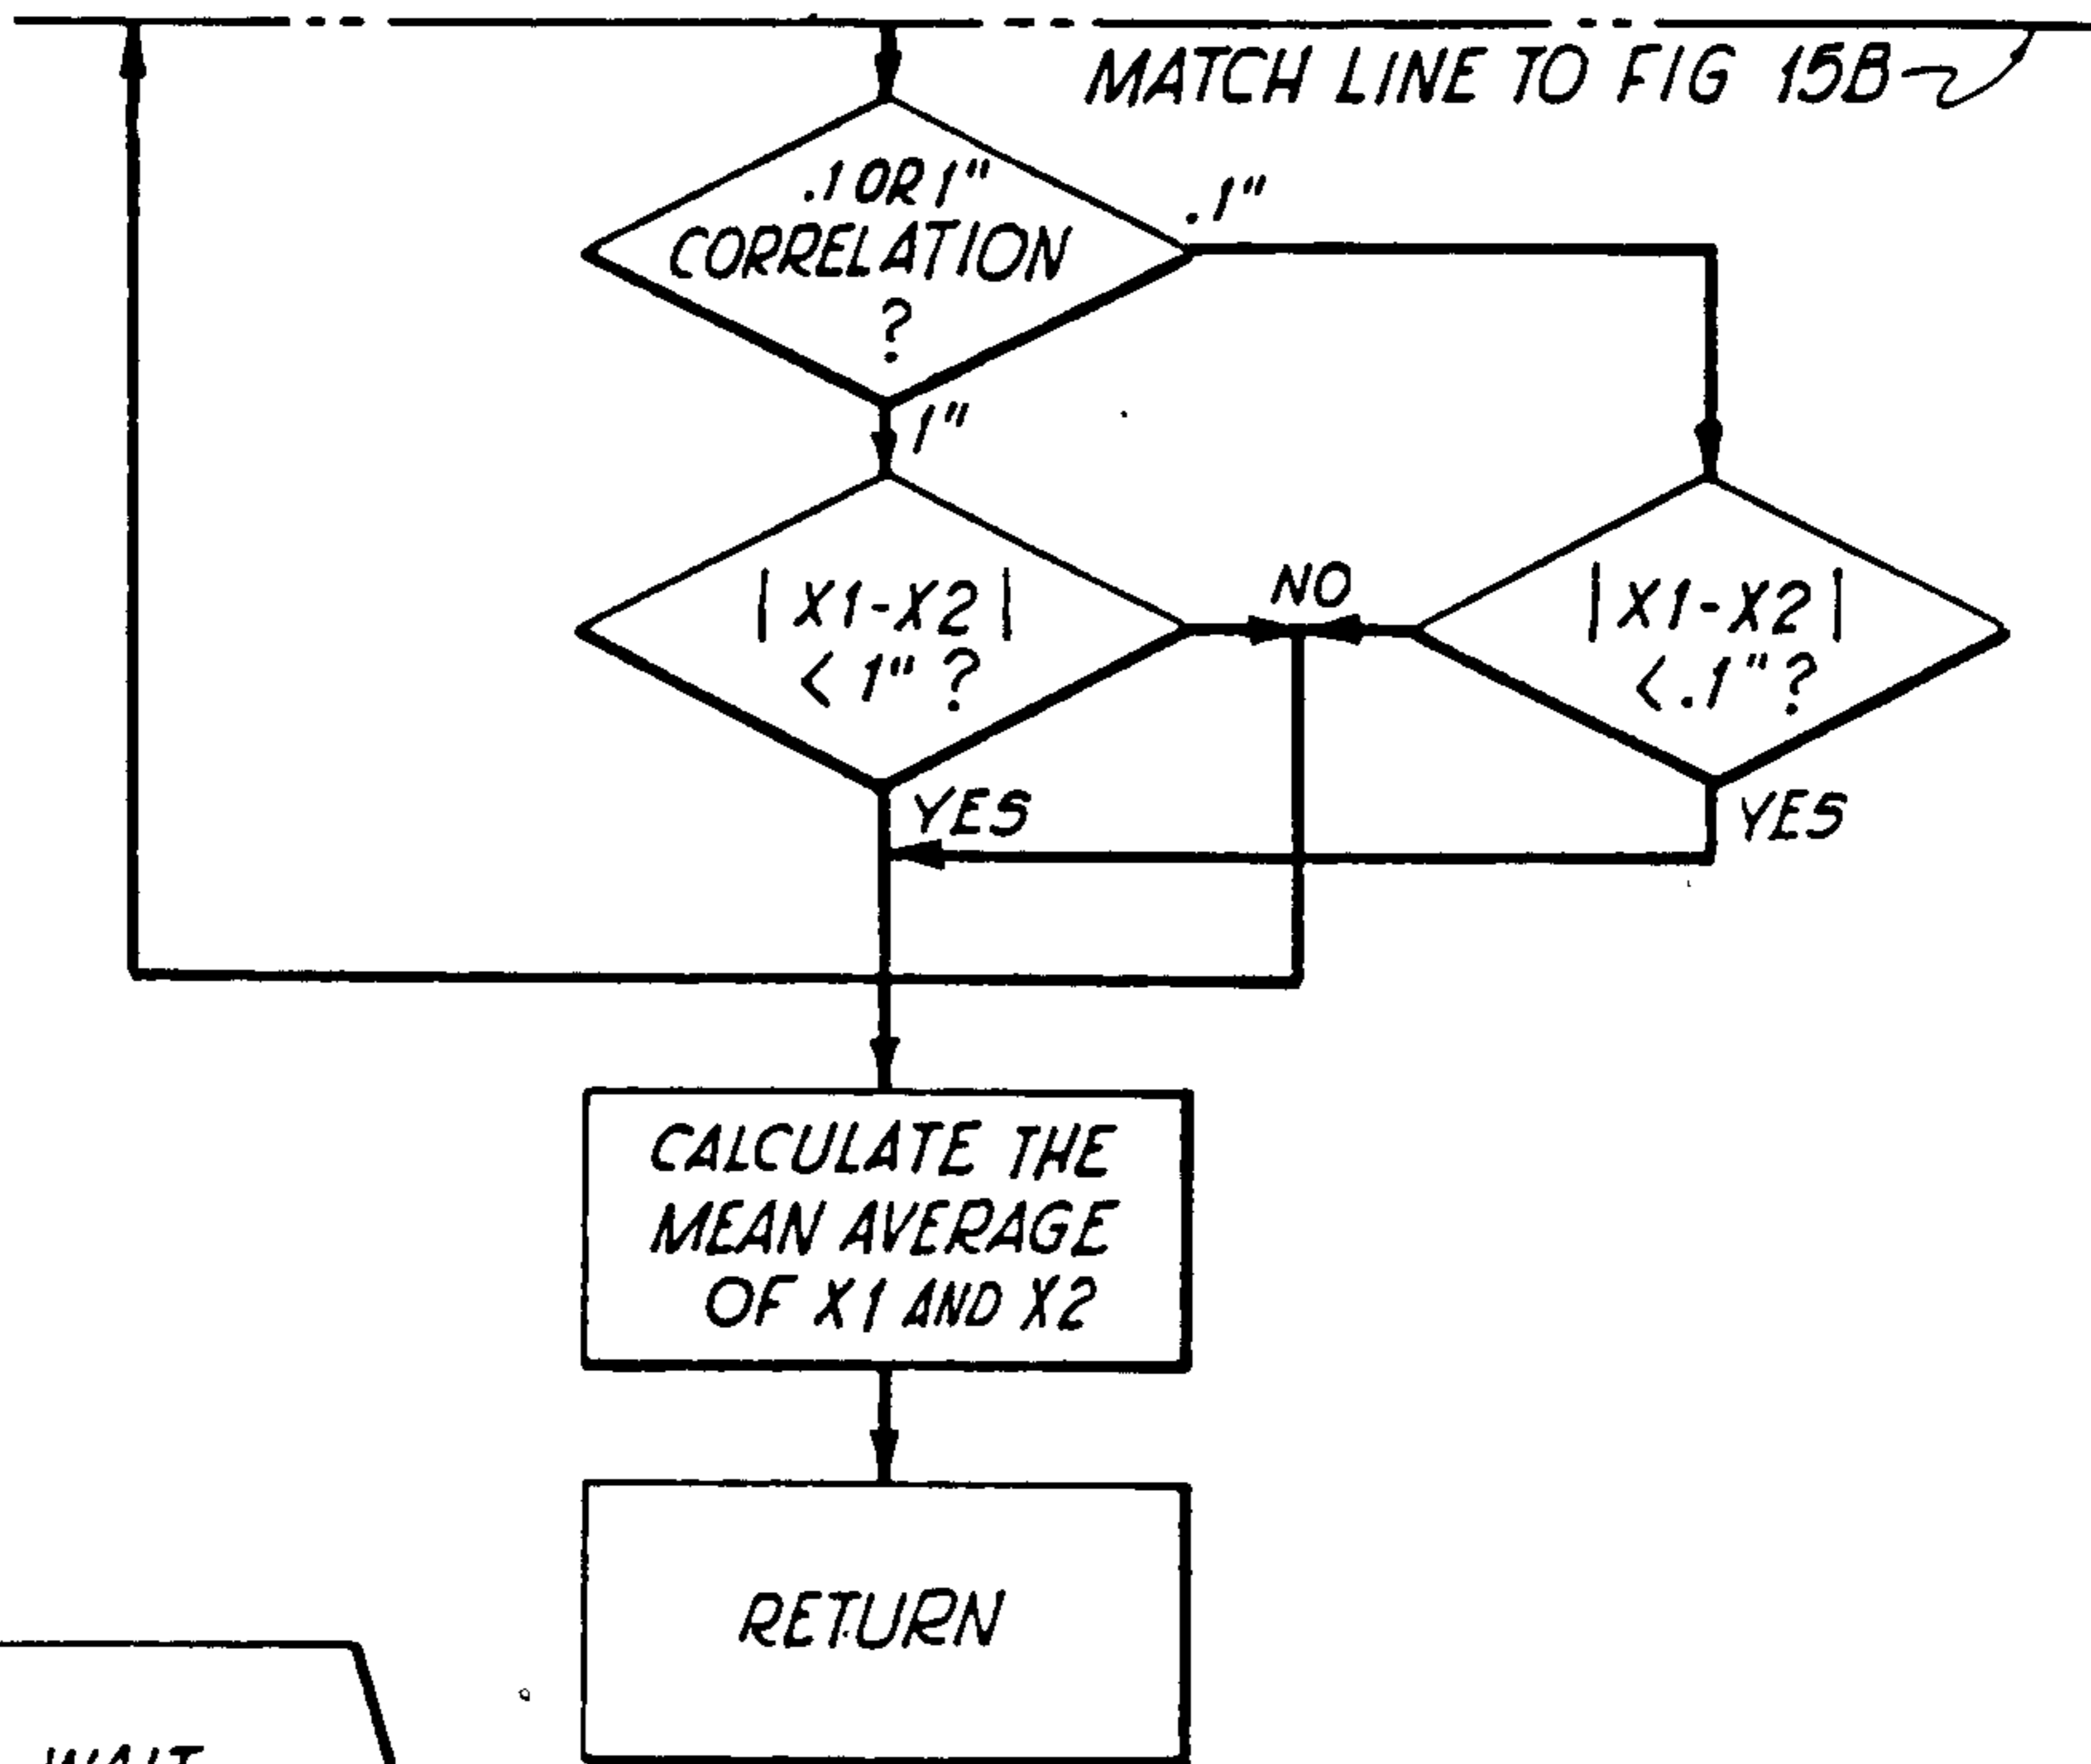 MATCH LINE TO FIG 15B
.1 OR 1"
CORRELATION
?
.1"
1"
|X1-X2|
< 1" ?
NO
|X1-X2|
< .1" ?
YES
YES
CALCULATE THE
MEAN AVERAGE
OF X1 AND X2
RETURN
WAIT